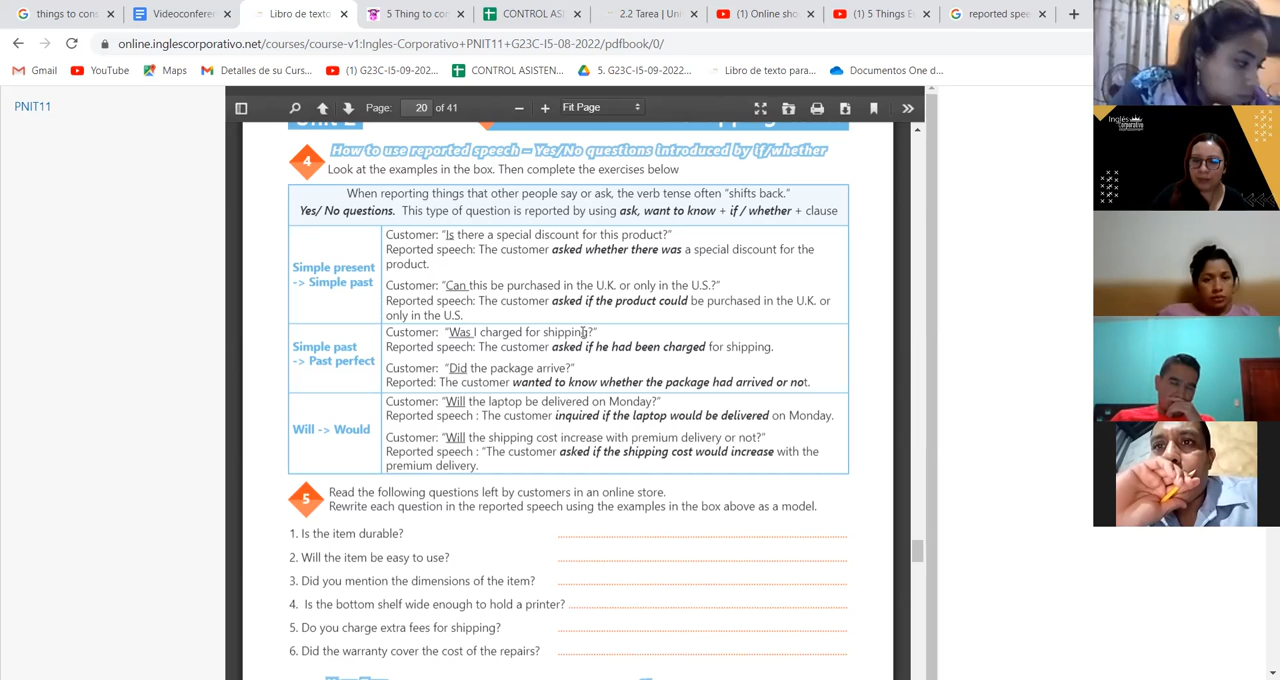 things to cons
Videoconferen
Libro de texto
5 Thing to con
CONTROL ASI
2.2 Tarea | Uni
(1) Online sho
(1) 5 Things Ev
reported spee
online.inglescorporativo.net/courses/course-v1:Ingles-Corporativo+PNIT11+G23C-I5-08-2022/pdfbook/0/
Gmail
YouTube
Maps
Detalles de su Curs...
(1) G23C-I5-09-202...
CONTROL ASISTEN...
5. G23C-I5-09-2022...
Libro de texto para...
Documentos One d...
PNIT11
Page: 20 of 41
Fit Page
4
How to use reported speech – Yes/No questions introduced by if/whether
Look at the examples in the box. Then complete the exercises below
When reporting things that other people say or ask, the verb tense often "shifts back."
Yes/ No questions. This type of question is reported by using ask, want to know + if / whether + clause
Simple present
-> Simple past
Customer: "Is there a special discount for this product?"
Reported speech: The customer asked whether there was a special discount for the
product.
Customer: "Can this be purchased in the U.K. or only in the U.S.?"
Reported speech: The customer asked if the product could be purchased in the U.K. or
only in the U.S.
Simple past
-> Past perfect
Customer: "Was I charged for shipping?"
Reported speech: The customer asked if he had been charged for shipping.
Customer: "Did the package arrive?"
Reported: The customer wanted to know whether the package had arrived or not.
Will -> Would
Customer: "Will the laptop be delivered on Monday?"
Reported speech : The customer inquired if the laptop would be delivered on Monday.
Customer: "Will the shipping cost increase with premium delivery or not?"
Reported speech : "The customer asked if the shipping cost would increase with the
premium delivery.
5
Read the following questions left by customers in an online store.
Rewrite each question in the reported speech using the examples in the box above as a model.
1. Is the item durable?
2. Will the item be easy to use?
3. Did you mention the dimensions of the item?
4. Is the bottom shelf wide enough to hold a printer?
5. Do you charge extra fees for shipping?
6. Did the warranty cover the cost of the repairs?
Inglés
Corporativo